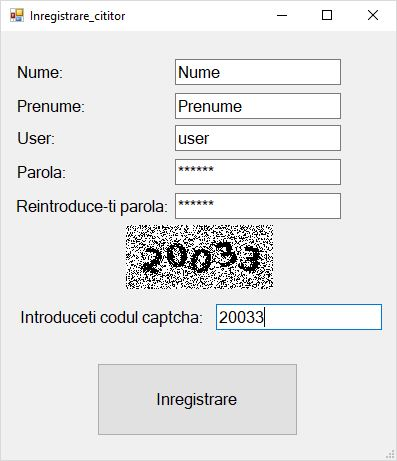 Inregistrare_cititor
Nume: Nume
Prenume: Prenume
User: user
Parola: ******
Reintroduce-ti parola: ******
20033
Introduceti codul captcha: 20033
Inregistrare